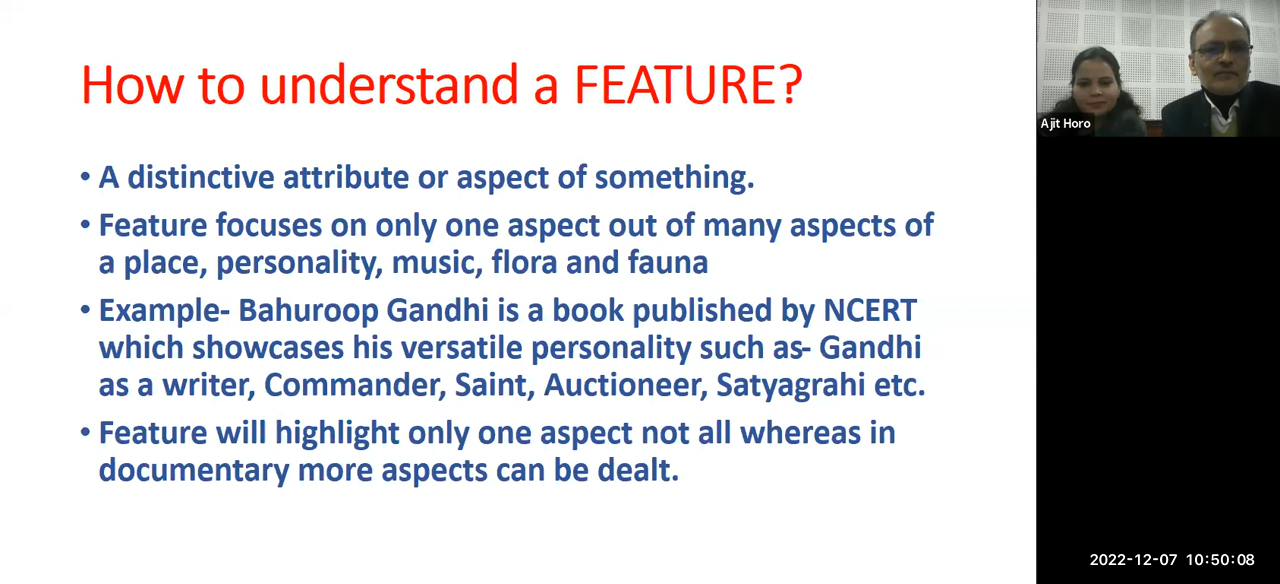 How to understand a FEATURE?
• A distinctive attribute or aspect of something.
• Feature focuses on only one aspect out of many aspects of
a place, personality, music, flora and fauna
• Example- Bahuroop Gandhi is a book published by NCERT
which showcases his versatile personality such as- Gandhi
as a writer, Commander, Saint, Auctioneer, Satyagrahi etc.
• Feature will highlight only one aspect not all whereas in
documentary more aspects can be dealt.
Ajit Horo
2022-12-07 10:50:08